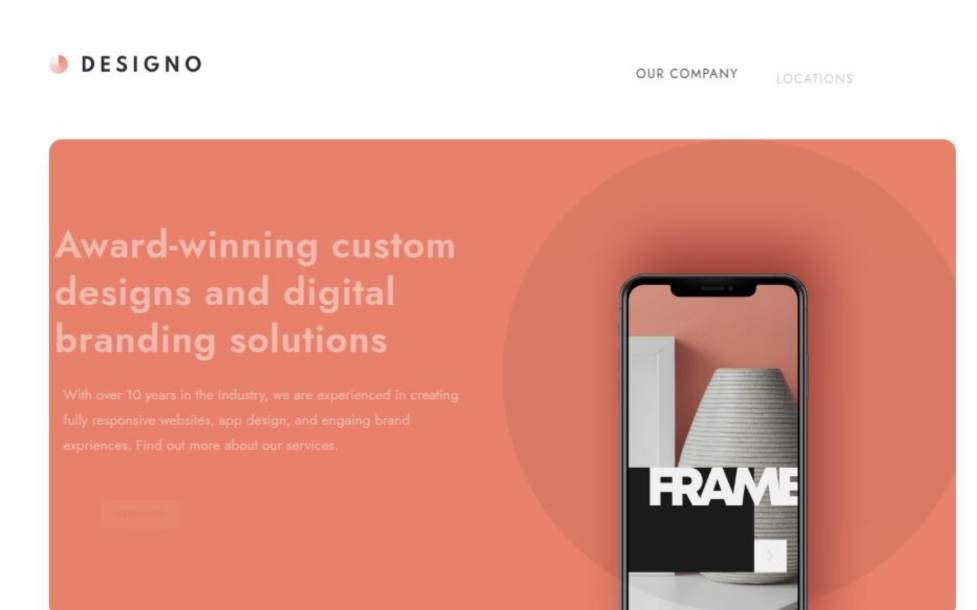 DESIGNO
OUR COMPANY
LOCATIONS
Award-winning custom
designs and digital
branding solutions
With over 10 years in the industry, we are experienced in creating
fully responsive websites, app design, and engaing brand
expriences. Find out more about our services.
FRAME